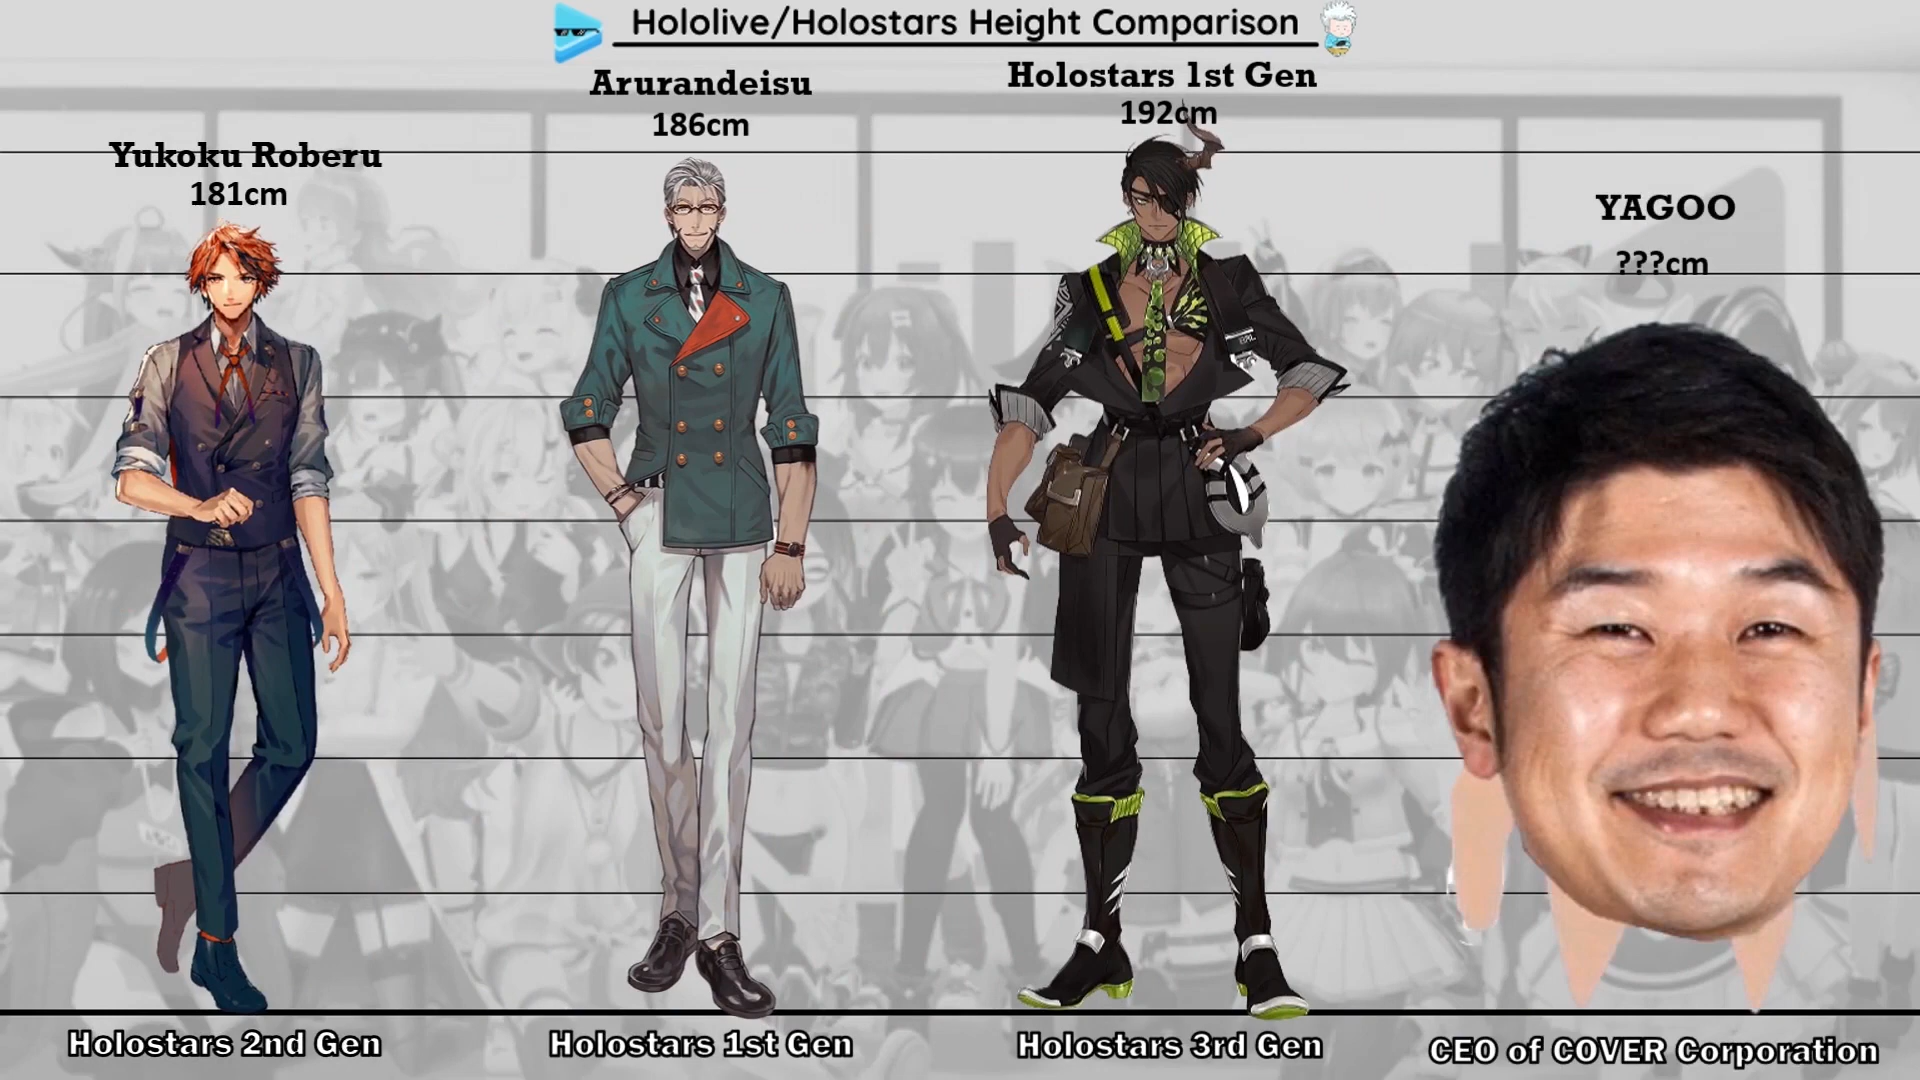 Hololive/Holostars Height Comparison
Yukoku Roberu
181cm
Arurandeisu
186cm
Holostars 1st Gen
192cm
YAGOO
???cm
Holostars 2nd Gen
Holostars 1st Gen
Holostars 3rd Gen
CEO of COVER Corporation